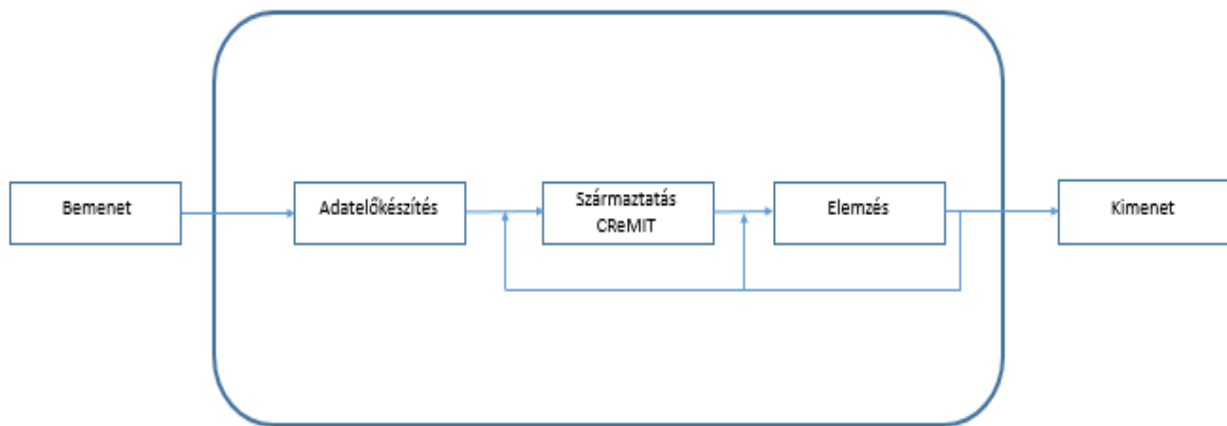 Bemenet
Adatelőkészítés
Származtatás
CReMIT
Elemzés
Kimenet